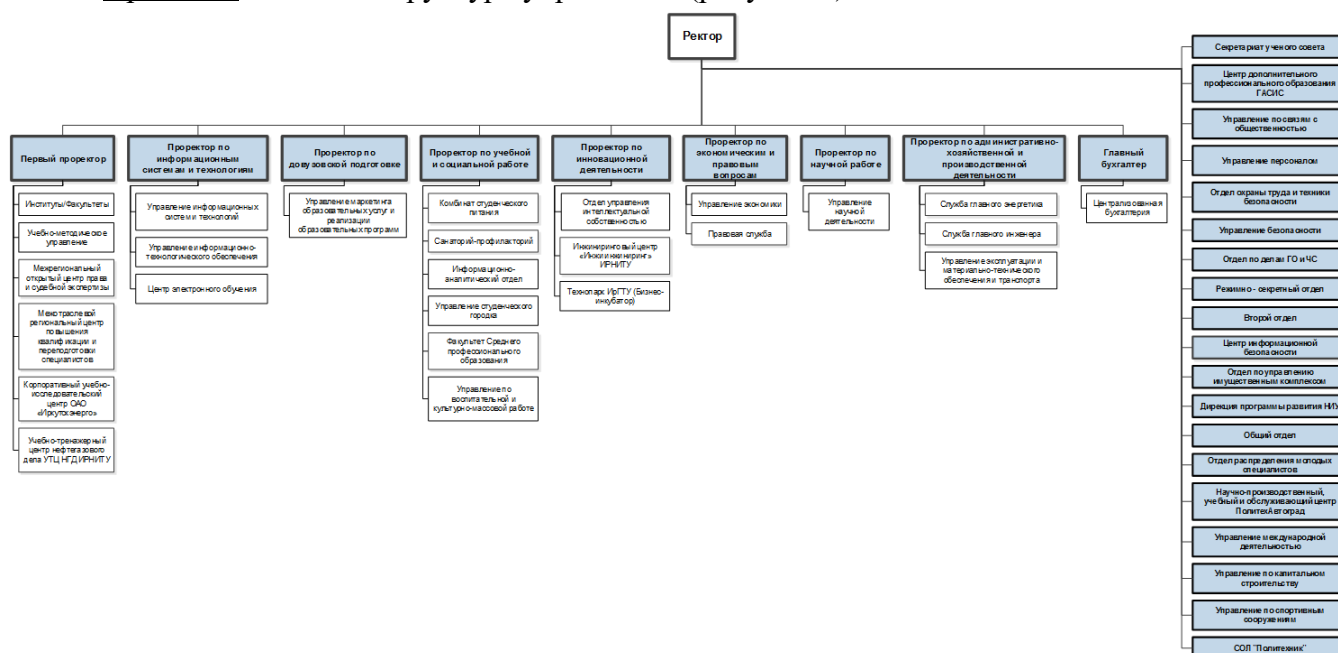 структуру управления
Ректор
Первый проректор
Институты/Факультеты
Учебно-методическое
управление
Межрегиональный
открытый центр права
и судебной экспертизы
Межотраслевой
региональный центр
повышения
квалификации и
переподготовки
специалистов
Корпоративный учебно-
исследовательский
центр ОАО
«Иркутскэнерго»
Учебно-тренажерный
центр нефтегазового
дела УТЦ НГД ИРНИТУ
Проректор по
информационным
системам и технологиям
Управление информационных
систем и технологий
Управление информационно-
технологического обеспечения
Центр электронного обучения
Проректор по
довузовской подготовке
Управление маркетинга
образовательных услуг и
реализации
образовательных программ
Проректор по учебной
и социальной работе
Комбинат студенческого
питания
Санаторий-профилакторий
Информационно-
аналитический отдел
Управление студенческого
городка
Факультет Среднего
профессионального
образования
Управление по
воспитательной и
культурно-массовой работе
Проректор по
инновационной
деятельности
Отдел управления
интеллектуальной
собственностью
Инжиниринговый центр
ИРНИТУ
Технопарк ИрГТУ (Бизнес-
инкубатор)
Проректор по
экономическим и
правовым
вопросам
Управление экономики
Правовая служба
Проректор по
научной работе
Управление
научной
деятельности
Проректор по административно-
хозяйственной и
производственной
деятельности
Служба главного энергетика
Служба главного инженера
Управление эксплуатации и
материально-технического
обеспечения и транспорта
Главный
бухгалтер
Централизованная
бухгалтерия
Секретариат ученого совета
Центр дополнительного
профессионального образования
ГАСИС
Управление по связям с
общественностью
Управление персоналом
Отдел охраны труда и техники
безопасности
Управление безопасности
Отдел по делам ГО и ЧС
Режимно - секретный отдел
Второй отдел
Центр информационной
безопасности
Отдел по управлению
имущественным комплексом
Дирекция программы развития НИУ
Общий отдел
Отдел распределения молодых
специалистов
Научно-производственный,
учебный и обслуживающий центр
ПолитехАвтоград
Управление международной
деятельностью
Управление по капитальном
строительству
Управление по спортивным
сооружениям
СОЛ "Политехник"